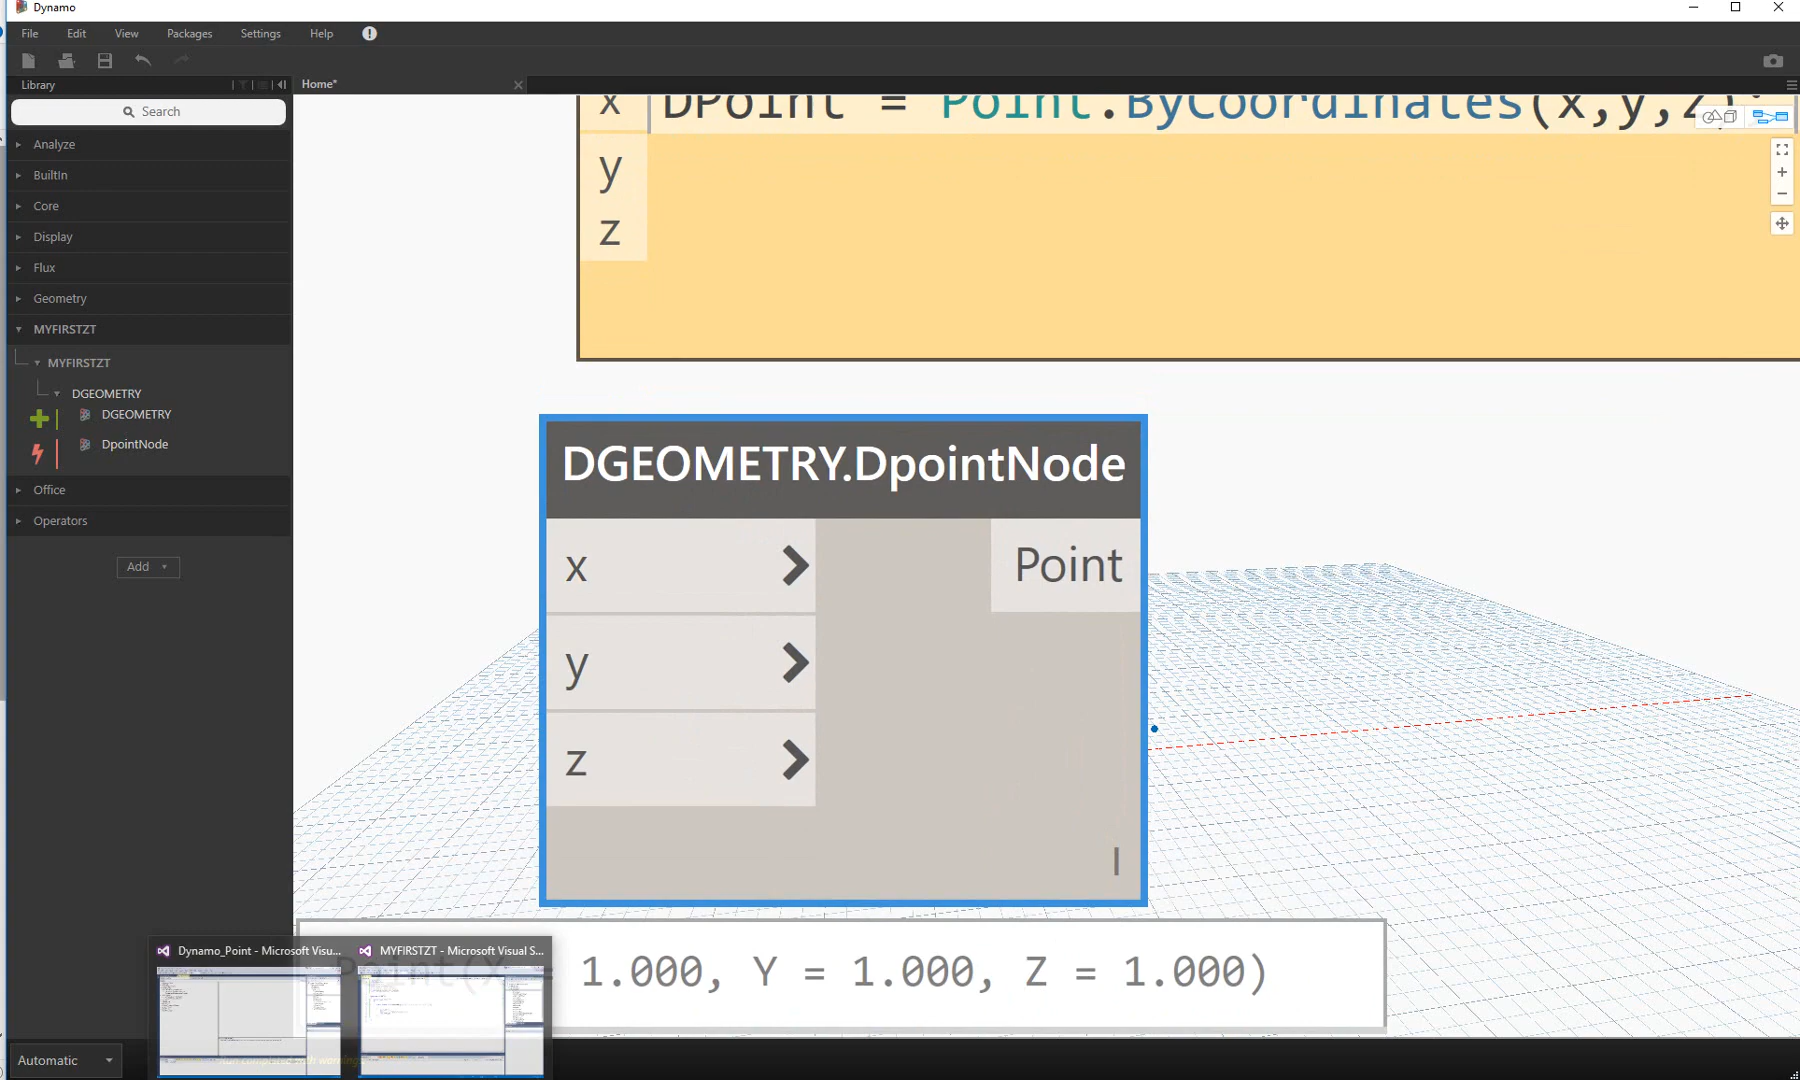 Dynamo
File Edit View Packages Settings Help
Library
Home*
Search
Analyze
BuiltIn
Core
Display
Flux
Geometry
MYFIRSTZT
MYFIRSTZT
DGEOMETRY
DGEOMETRY
DpointNode
Office
Operators
Add
x DPoint = Point.ByCoordinates(x,y,z);
y
z
DGEOMETRY.DpointNode
x Point
y
z
l
Point(X = 1.000, Y = 1.000, Z = 1.000)
Dynamo_Point - Microsoft Visu... MYFIRSTZT - Microsoft Visual S...
Automatic